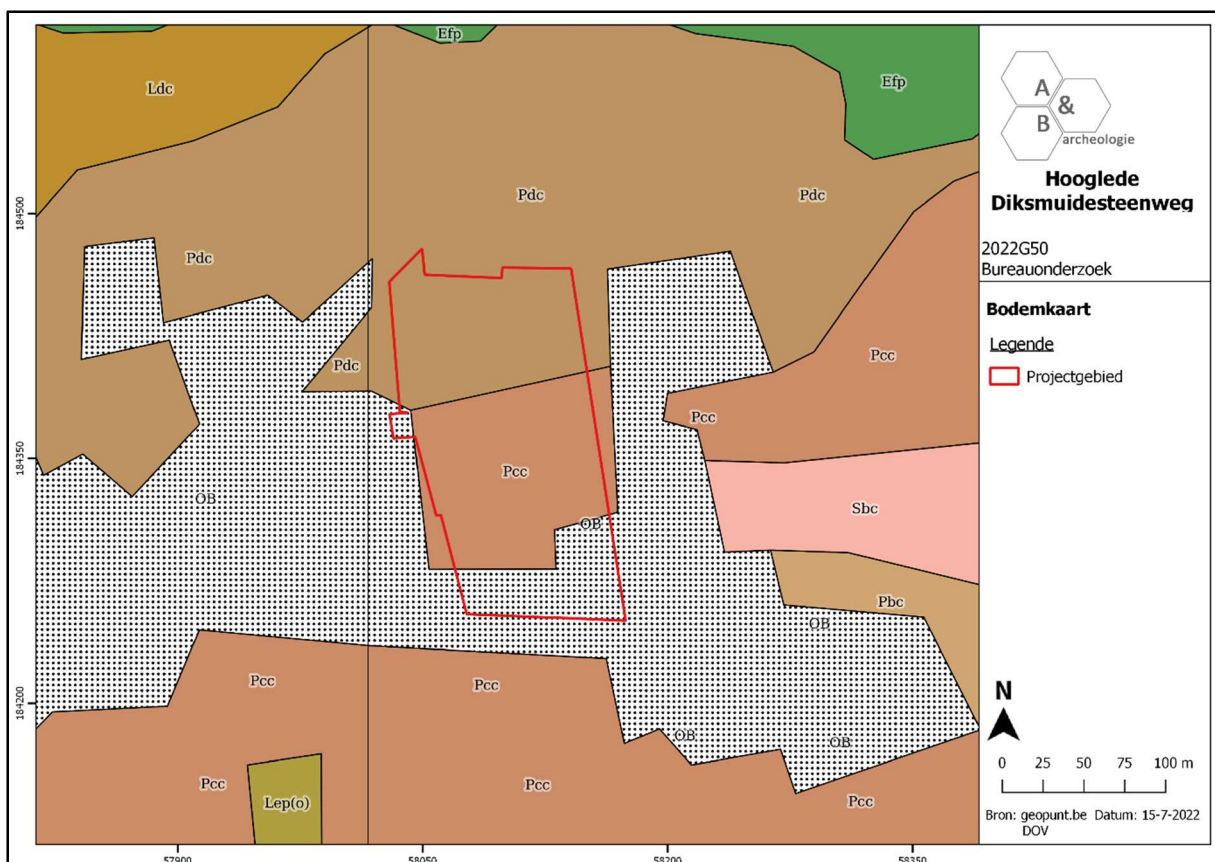 Efp
Ldc
Efp
184500
Pdc
Pdc
Pdc
Pdc
Pcc
Pcc
184350
Pcc
OB
OB
Sbc
Pbc
OB
184200
Pcc
Pcc
OB
OB
Pcc
Lep(o)
Pcc
Pcc
57900
58050
58200
58350
A
&
B
archeologie
Hooglede
Diksmuidesteenweg
2022G50
Bureauonderzoek
Bodemkaart
Legende
Projectgebied
N
0 25 50 75 100 m
Bron: geopunt.be Datum: 15-7-2022
DOV